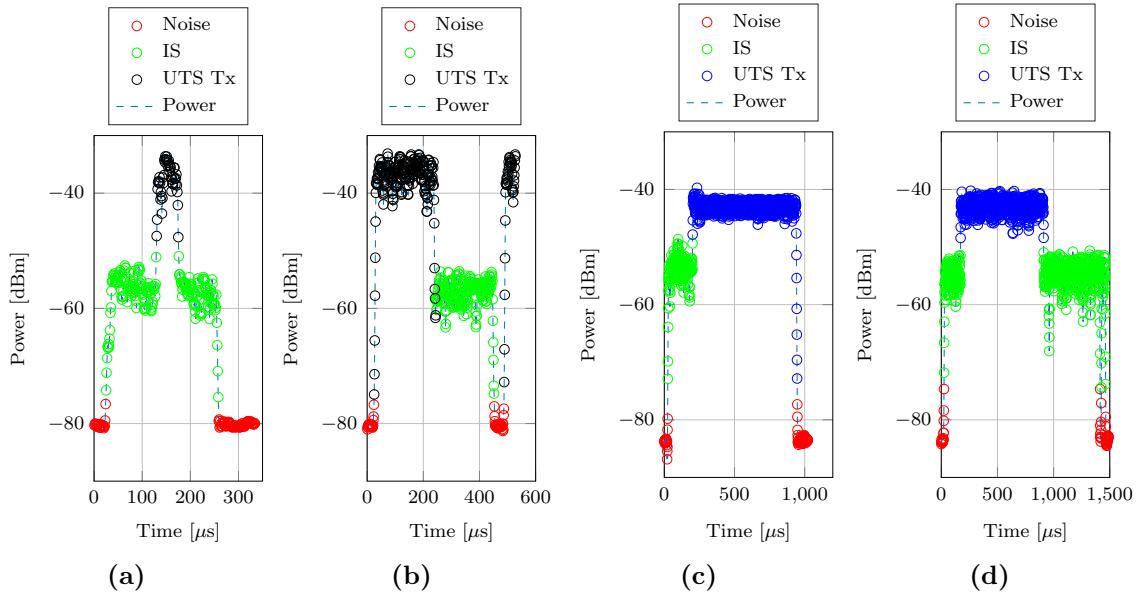 Noise
IS
UTS Tx
Power
−40
−60
−80
0 100 200 300
Power [dBm]
Time [μs]
(a)
Noise
IS
UTS Tx
Power
−40
−60
−80
0 200 400 600
Power [dBm]
Time [μs]
(b)
Noise
IS
UTS Tx
Power
−40
−60
−80
0 500 1,000
Power [dBm]
Time [μs]
(c)
Noise
IS
UTS Tx
Power
−40
−60
−80
0 500 1,000 1,500
Power [dBm]
Time [μs]
(d)